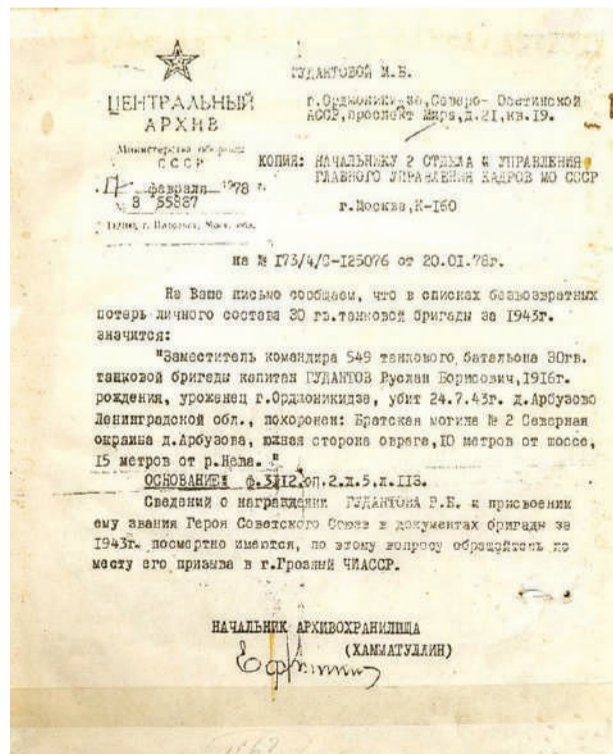 ГУДАНТОВОЙ М.Б.
г.Орджоникидзе,Северо- Осетинской
АССР,проспект Мира,д.21,кв.19.
ЦЕНТРАЛЬНЫЙ
АРХИВ
Министерства обороны
СССР
17 февраля 1978 г.
№ 55887
г. Подольск, Моск. обл.
КОПИЯ: НАЧАЛЬНИКУ 2 ОТДЕЛА 4 УПРАВЛЕНИЯ
ГЛАВНОГО УПРАВЛЕНИЯ КАДРОВ МО СССР
г.Москва,К-160
на № 173/4/С-125076 от 20.01.78г.
На Ваше письмо сообщаем, что в списках безвозвратных
потерь личного состава 30 гв.танковой бригады за 1943г.
значится:
"Заместитель командира 549 танкового батальона 30гв.
танковой бригады капитан ГУДАНТОВ Руслан Борисович,1916г.
рождения, уроженец г.Орджоникидзе, убит 24.7.43г. д.Арбузово
Ленинградской обл., похоронен: Братская могила № 2 Северная
окраина д.Арбузова, южная сторона оврага,10 метров от шоссе,
15 метров от р.Нева. "
ОСНОВАНИЕ: ф.3112,оп.2.д.5,л.113.
Сведений о награждении ГУДАНТОВА Р.Б. и присвоении
ему звания Героя Советского Союза в документах бригады за
1943г. посмертно имеются, по этому вопросу обращайтесь по
месту его призыва в г.Грозный ЧИАССР.
НАЧАЛЬНИК АРХИВОХРАНИЛИЩА
(ХАММАТУЛЛИН)